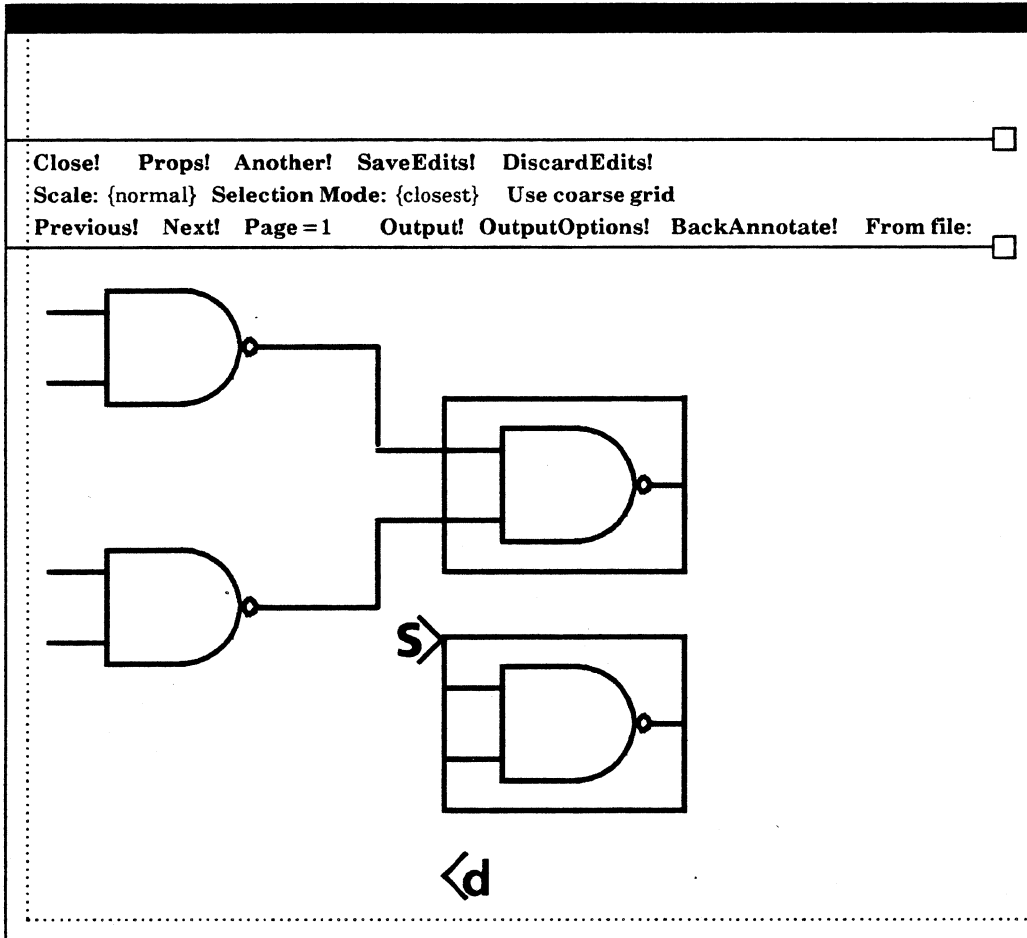 Close! Props! Another! SaveEdits! DiscardEdits!
Scale: {normal} Selection Mode: {closest} Use coarse grid
Previous! Next! Page = 1 Output! OutputOptions! BackAnnotate! From file:
S
d